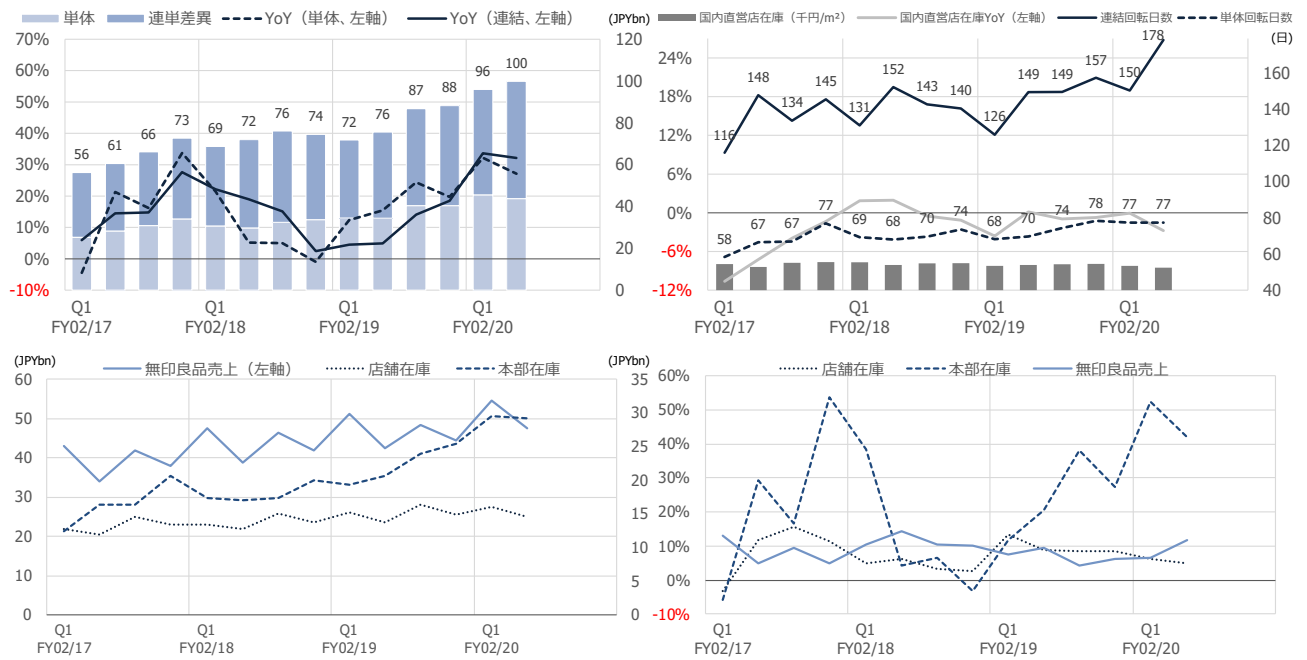 単体 連単差異 YoY（単体、左軸） YoY（連結、左軸） (JPYbn)
70% 120
60% 100
50%
40% 80
30% 60
20%
10% 40
0% 20
-10% 0
56 61 66 73 69 72 76 74 72 76 87 88 96 100
Q1 Q1 Q1 Q1
FY02/17 FY02/18 FY02/19 FY02/20
国内直営店在庫（千円/m²） 国内直営店在庫YoY（左軸） 連結回転日数 単体回転日数
(日)
24% 160
18% 140
12% 120
6% 100
0% 80
-6% 60
-12% 40
116 148 134 145 131 152 143 140 126 149 149 157 150 178
58 67 67 77 69 68 70 74 68 70 74 78 77 77
Q1 Q1 Q1 Q1
FY02/17 FY02/18 FY02/19 FY02/20
(JPYbn) 無印良品売上（左軸） 店舗在庫 本部在庫 (JPYbn)
60 35
50 30
40 25
30 20
20 15
10 10
0 5
0
Q1 Q1 Q1 Q1
FY02/17 FY02/18 FY02/19 FY02/20
店舗在庫 本部在庫 無印良品売上
60%
50%
40%
30%
20%
10%
0%
-10%
Q1 Q1 Q1 Q1
FY02/17 FY02/18 FY02/19 FY02/20